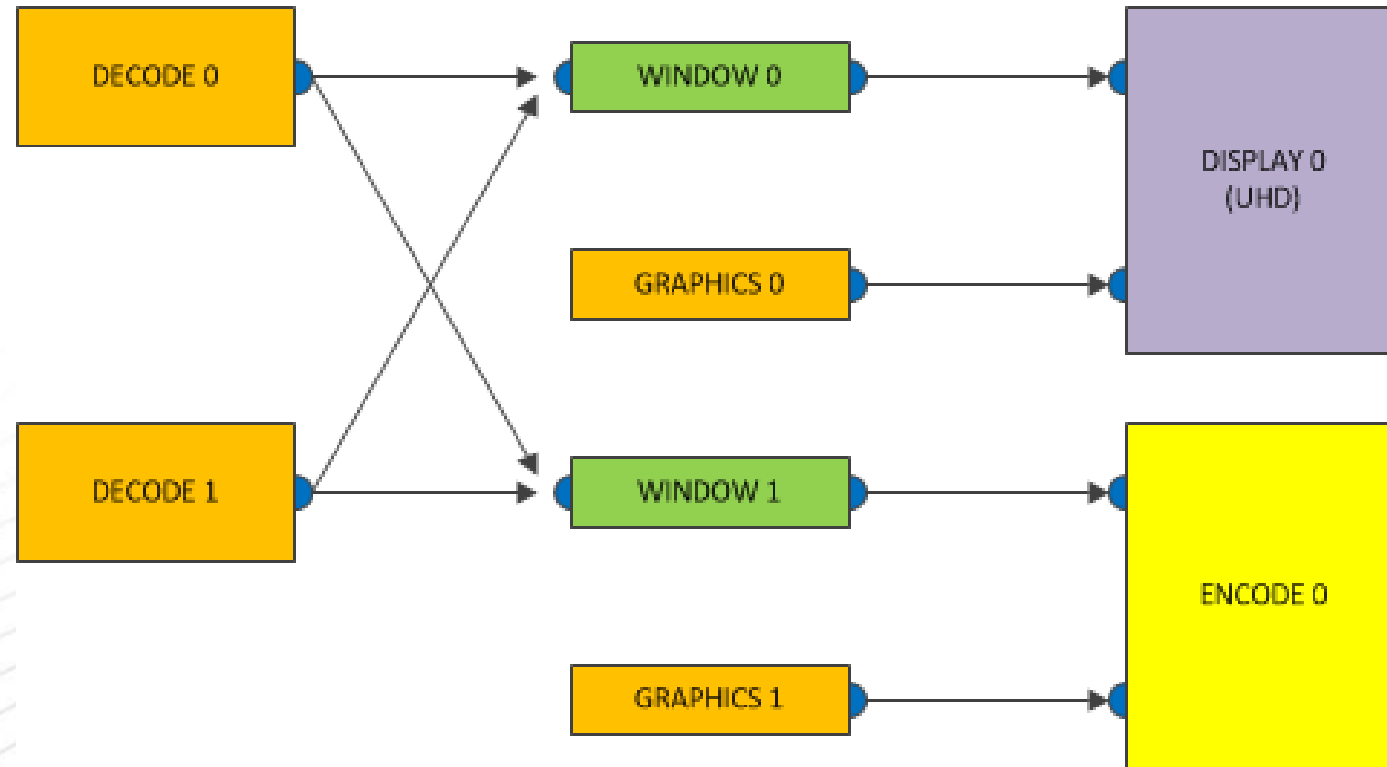 DECODE 0
WINDOW 0
DISPLAY 0
(UHD)
GRAPHICS 0
DECODE 1
WINDOW 1
ENCODE 0
GRAPHICS 1